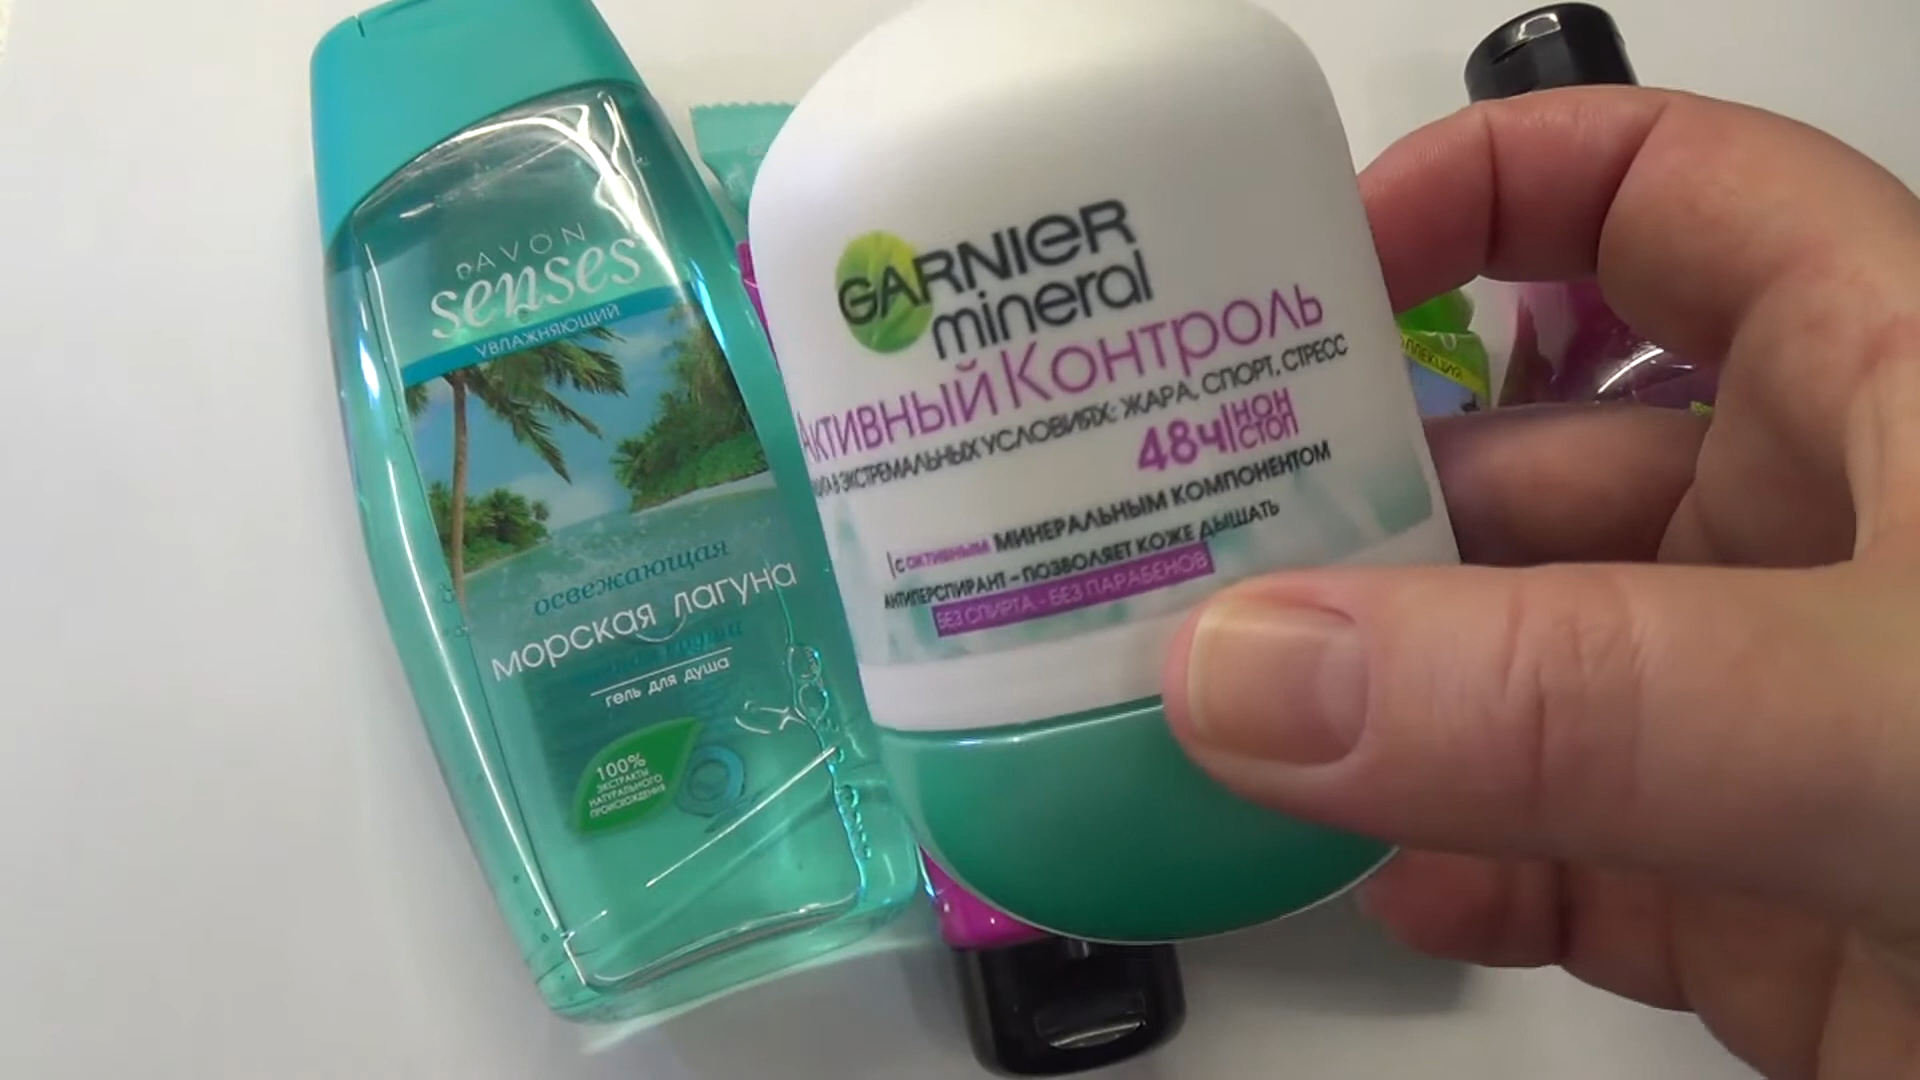 AVON
senses
УВЛАЖНЯЮЩИЙ
освежающая
морская лагуна
гель для душа
100%
ЭКСТРАКТЫ
НАТУРАЛЬНОГО
ПРОИСХОЖДЕНИЯ
GARNIER
mineral
Активный Контроль
В ЭКСТРЕМАЛЬНЫХ УСЛОВИЯХ: ЖАРА, СПОРТ, СТРЕСС
48ч НОН
СТОП
С АКТИВНЫМ МИНЕРАЛЬНЫМ КОМПОНЕНТОМ
АНТИПЕРСПИРАНТ – ПОЗВОЛЯЕТ КОЖЕ ДЫШАТЬ
БЕЗ СПИРТА - БЕЗ ПАРАБЕНОВ